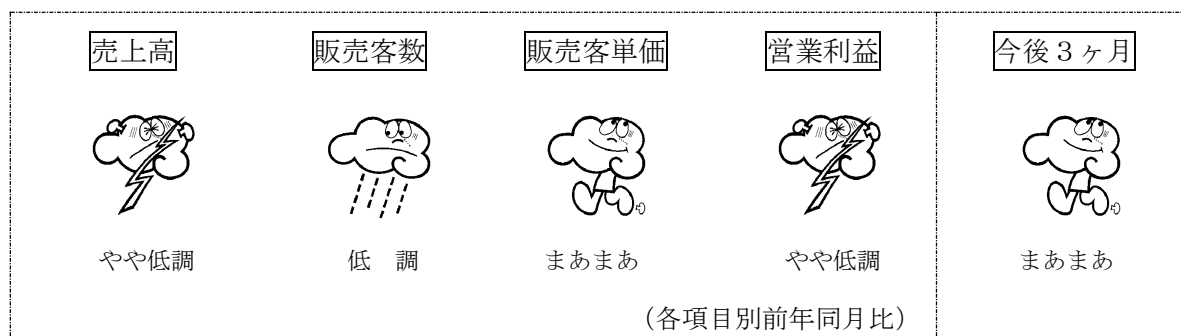 売上高 販売客数 販売客単価 営業利益 今後３ヶ月
やや低調 低　調 まあまあ やや低調 まあまあ
（各項目別前年同月比）